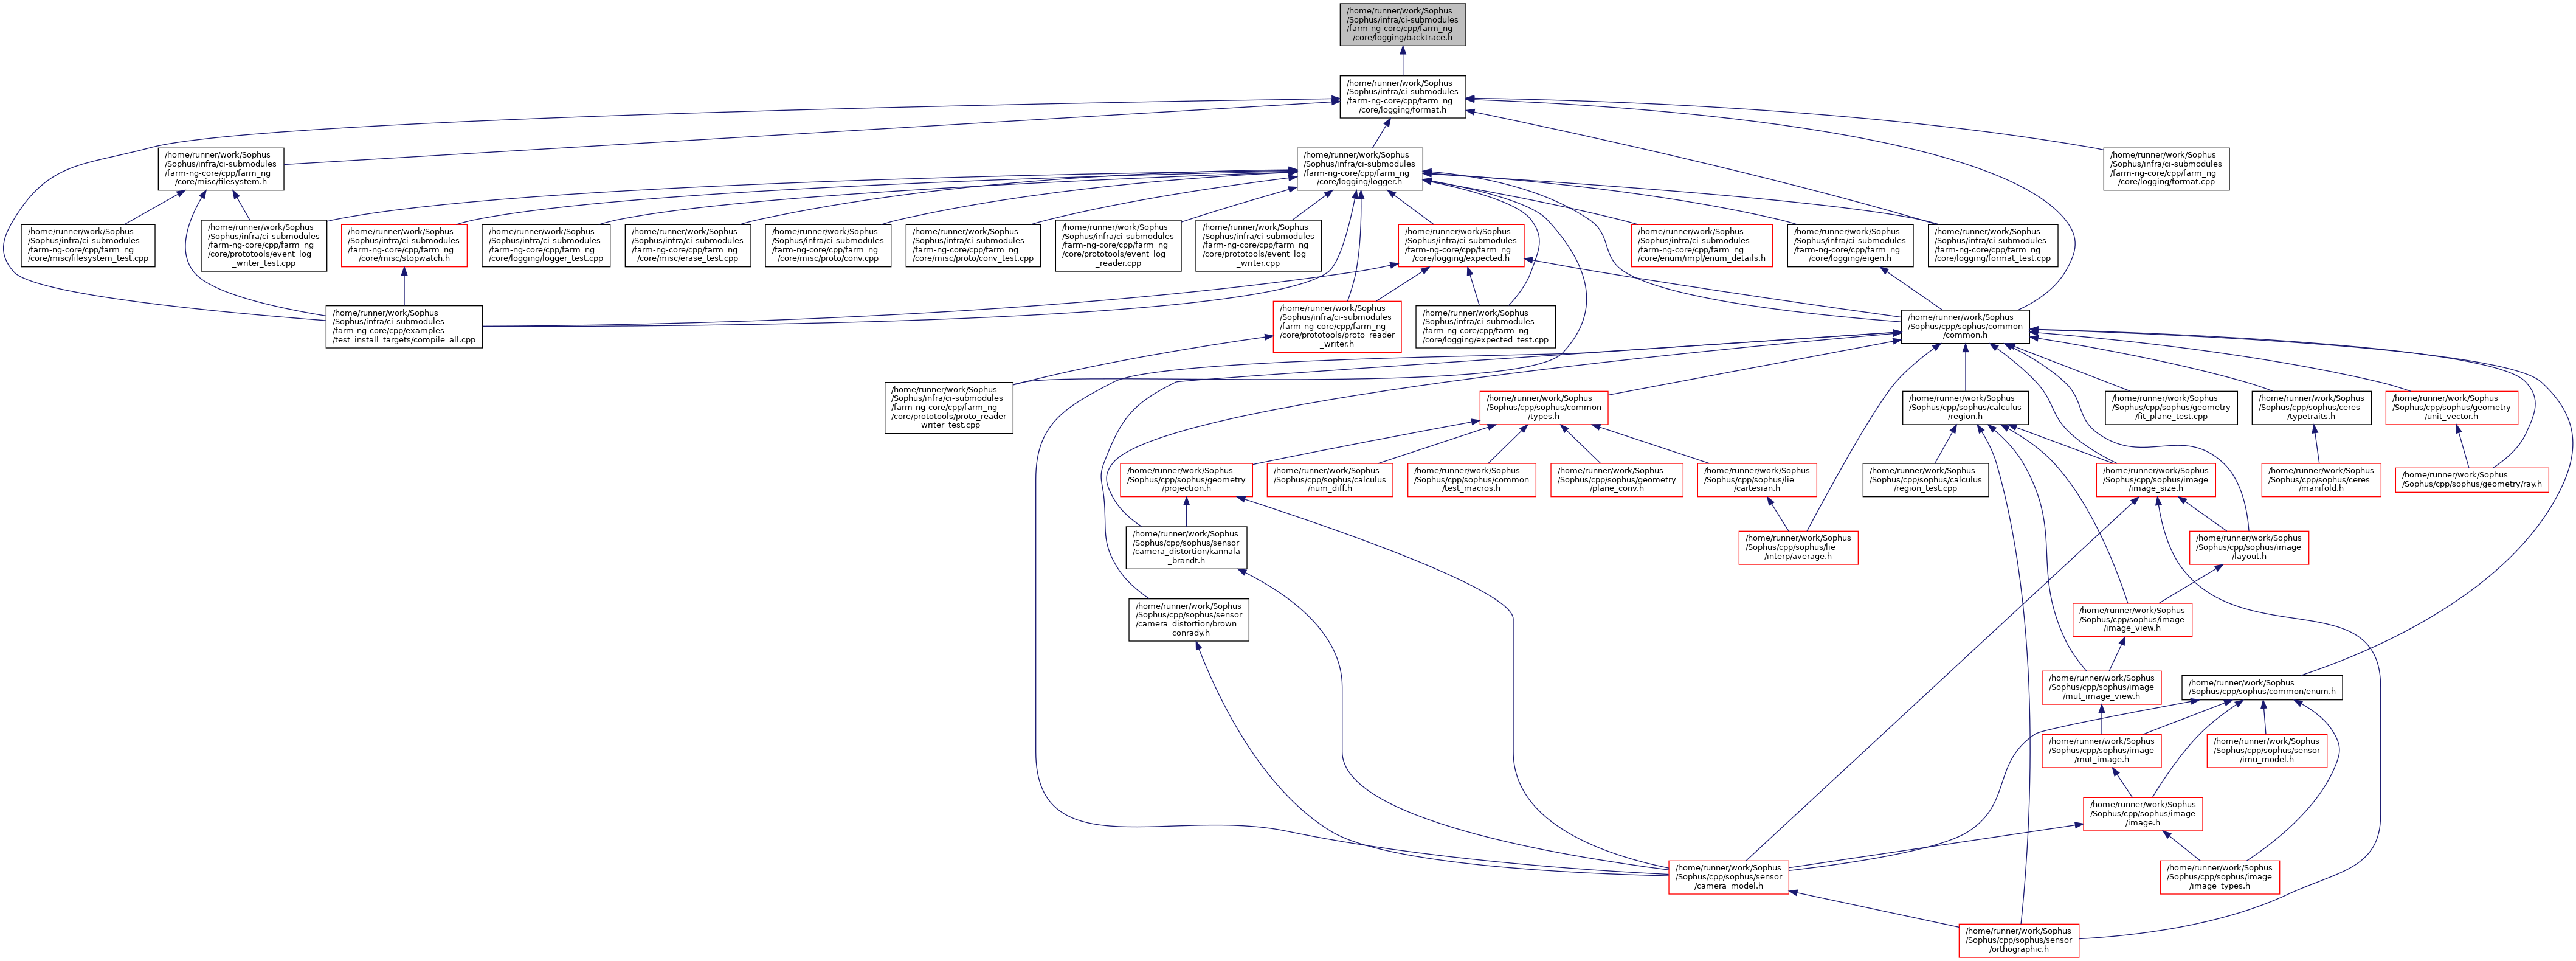 /home/runner/work/Sophus
/Sophus/infra/ci-submodules
/farm-ng-core/cpp/farm_ng
/core/logging/backtrace.h
/home/runner/work/Sophus
/Sophus/infra/ci-submodules
/farm-ng-core/cpp/farm_ng
/core/logging/format.h
/home/runner/work/Sophus
/Sophus/infra/ci-submodules
/farm-ng-core/cpp/farm_ng
/core/misc/filesystem.h
/home/runner/work/Sophus
/Sophus/infra/ci-submodules
/farm-ng-core/cpp/farm_ng
/core/logging/logger.h
/home/runner/work/Sophus
/Sophus/infra/ci-submodules
/farm-ng-core/cpp/farm_ng
/core/logging/format.cpp
/home/runner/work/Sophus
/Sophus/infra/ci-submodules
/farm-ng-core/cpp/farm_ng
/core/misc/filesystem_test.cpp
/home/runner/work/Sophus
/Sophus/infra/ci-submodules
/farm-ng-core/cpp/farm_ng
/core/prototools/event_log
_writer_test.cpp
/home/runner/work/Sophus
/Sophus/infra/ci-submodules
/farm-ng-core/cpp/farm_ng
/core/misc/stopwatch.h
/home/runner/work/Sophus
/Sophus/infra/ci-submodules
/farm-ng-core/cpp/farm_ng
/core/logging/logger_test.cpp
/home/runner/work/Sophus
/Sophus/infra/ci-submodules
/farm-ng-core/cpp/farm_ng
/core/misc/erase_test.cpp
/home/runner/work/Sophus
/Sophus/infra/ci-submodules
/farm-ng-core/cpp/farm_ng
/core/misc/proto/conv.cpp
/home/runner/work/Sophus
/Sophus/infra/ci-submodules
/farm-ng-core/cpp/farm_ng
/core/misc/proto/conv_test.cpp
/home/runner/work/Sophus
/Sophus/infra/ci-submodules
/farm-ng-core/cpp/farm_ng
/core/prototools/event_log
_reader.cpp
/home/runner/work/Sophus
/Sophus/infra/ci-submodules
/farm-ng-core/cpp/farm_ng
/core/prototools/event_log
_writer.cpp
/home/runner/work/Sophus
/Sophus/infra/ci-submodules
/farm-ng-core/cpp/farm_ng
/core/logging/expected.h
/home/runner/work/Sophus
/Sophus/infra/ci-submodules
/farm-ng-core/cpp/farm_ng
/core/enum/impl/enum_details.h
/home/runner/work/Sophus
/Sophus/infra/ci-submodules
/farm-ng-core/cpp/farm_ng
/core/logging/eigen.h
/home/runner/work/Sophus
/Sophus/infra/ci-submodules
/farm-ng-core/cpp/farm_ng
/core/logging/format_test.cpp
/home/runner/work/Sophus
/Sophus/infra/ci-submodules
/farm-ng-core/cpp/examples
/test_install_targets/compile_all.cpp
/home/runner/work/Sophus
/Sophus/infra/ci-submodules
/farm-ng-core/cpp/farm_ng
/core/prototools/proto_reader
_writer.h
/home/runner/work/Sophus
/Sophus/infra/ci-submodules
/farm-ng-core/cpp/farm_ng
/core/logging/expected_test.cpp
/home/runner/work/Sophus
/Sophus/cpp/sophus/common
/common.h
/home/runner/work/Sophus
/Sophus/infra/ci-submodules
/farm-ng-core/cpp/farm_ng
/core/prototools/proto_reader
_writer_test.cpp
/home/runner/work/Sophus
/Sophus/cpp/sophus/common
/types.h
/home/runner/work/Sophus
/Sophus/cpp/sophus/calculus
/region.h
/home/runner/work/Sophus
/Sophus/cpp/sophus/geometry
/fit_plane_test.cpp
/home/runner/work/Sophus
/Sophus/cpp/sophus/ceres
/typetraits.h
/home/runner/work/Sophus
/Sophus/cpp/sophus/geometry
/unit_vector.h
/home/runner/work/Sophus
/Sophus/cpp/sophus/geometry
/projection.h
/home/runner/work/Sophus
/Sophus/cpp/sophus/calculus
/num_diff.h
/home/runner/work/Sophus
/Sophus/cpp/sophus/common
/test_macros.h
/home/runner/work/Sophus
/Sophus/cpp/sophus/geometry
/plane_conv.h
/home/runner/work/Sophus
/Sophus/cpp/sophus/lie
/cartesian.h
/home/runner/work/Sophus
/Sophus/cpp/sophus/calculus
/region_test.cpp
/home/runner/work/Sophus
/Sophus/cpp/sophus/image
/image_size.h
/home/runner/work/Sophus
/Sophus/cpp/sophus/ceres
/manifold.h
/home/runner/work/Sophus
/Sophus/cpp/sophus/geometry/ray.h
/home/runner/work/Sophus
/Sophus/cpp/sophus/sensor
/camera_distortion/kannala
_brandt.h
/home/runner/work/Sophus
/Sophus/cpp/sophus/lie
/interp/average.h
/home/runner/work/Sophus
/Sophus/cpp/sophus/image
/layout.h
/home/runner/work/Sophus
/Sophus/cpp/sophus/sensor
/camera_distortion/brown
_conrady.h
/home/runner/work/Sophus
/Sophus/cpp/sophus/image
/image_view.h
/home/runner/work/Sophus
/Sophus/cpp/sophus/image
/mut_image_view.h
/home/runner/work/Sophus
/Sophus/cpp/sophus/common/enum.h
/home/runner/work/Sophus
/Sophus/cpp/sophus/image
/mut_image.h
/home/runner/work/Sophus
/Sophus/cpp/sophus/sensor
/imu_model.h
/home/runner/work/Sophus
/Sophus/cpp/sophus/image
/image.h
/home/runner/work/Sophus
/Sophus/cpp/sophus/sensor
/camera_model.h
/home/runner/work/Sophus
/Sophus/cpp/sophus/image
/image_types.h
/home/runner/work/Sophus
/Sophus/cpp/sophus/sensor
/orthographic.h